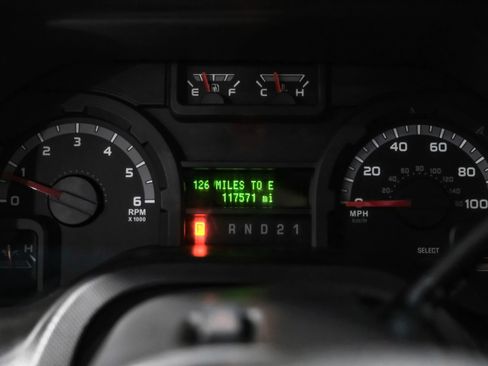 E F C H
0 1 2 3 4 5 6
RPM
X 1000
126 MILES TO E
117571 mi
P R N D 2 1
20 40 60 80 100
MPH
SELECT
H